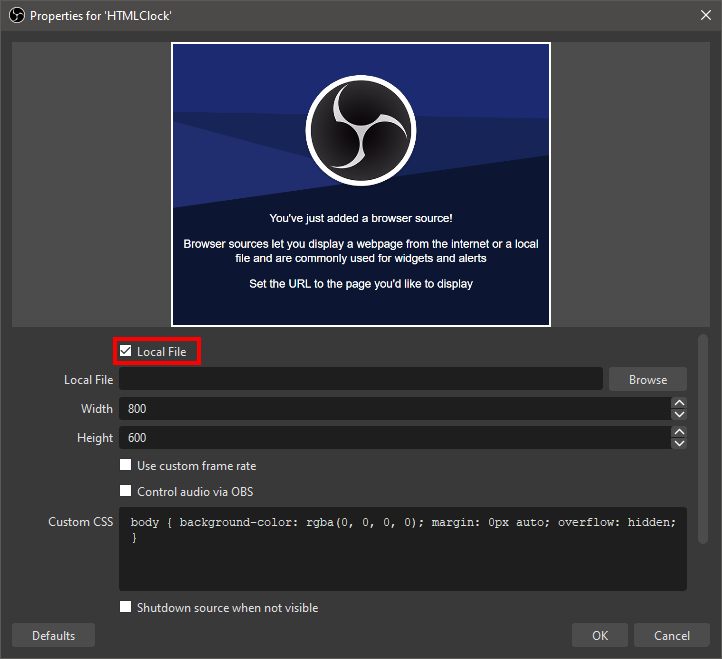 Properties for 'HTMLClock'
You've just added a browser source!
Browser sources let you display a webpage from the internet or a local
file and are commonly used for widgets and alerts
Set the URL to the page you'd like to display
Local File
Local File
Browse
Width 800
Height 600
Use custom frame rate
Control audio via OBS
Custom CSS body { background-color: rgba(0, 0, 0, 0); margin: 0px auto; overflow: hidden;
}
Shutdown source when not visible
Defaults OK Cancel